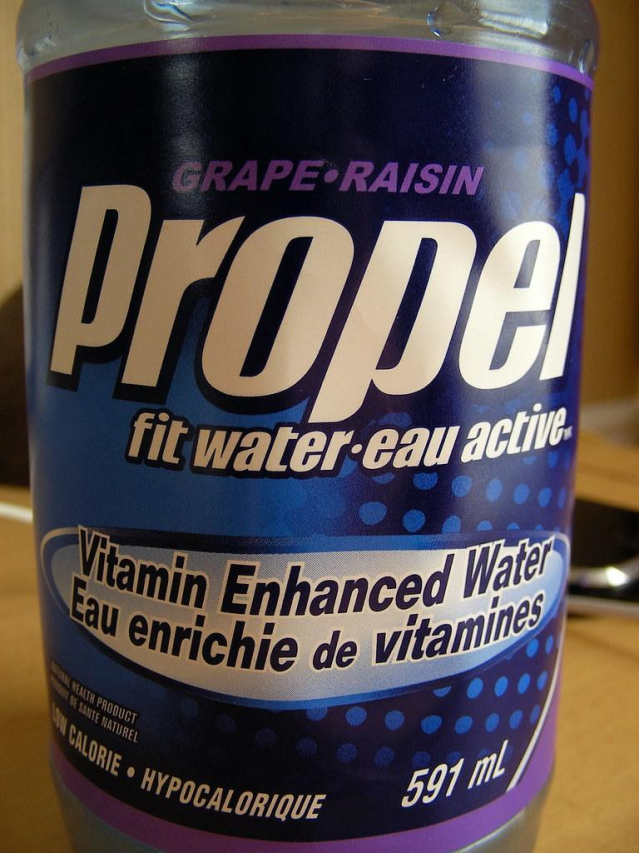 GRAPE•RAISIN
Propel
fit water·eau active
Vitamin Enhanced Water
Eau enrichie de vitamines
NATURAL HEALTH PRODUCT
PRODUIT DE SANTÉ NATUREL
LOW CALORIE • HYPOCALORIQUE
591 mL